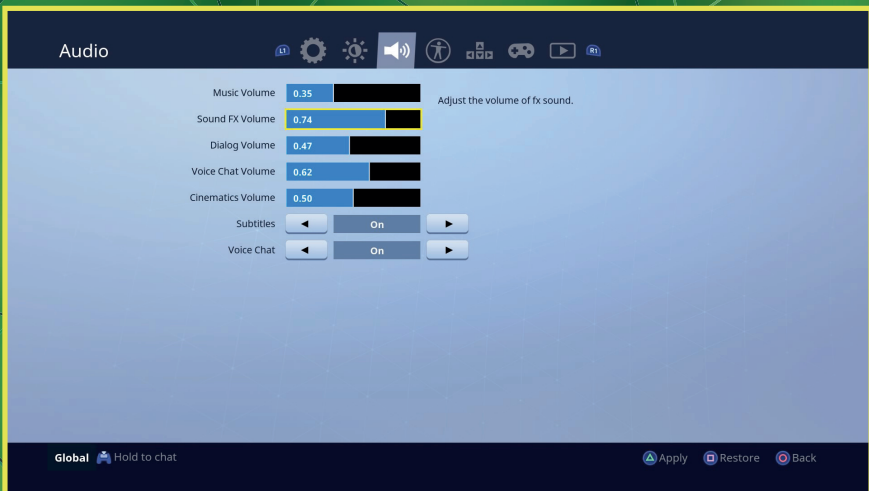 Audio
L1
R1
Music Volume 0.35
Adjust the volume of fx sound.
Sound FX Volume 0.74
Dialog Volume 0.47
Voice Chat Volume 0.62
Cinematics Volume 0.50
Subtitles On
Voice Chat On
Global Hold to chat
Apply Restore Back